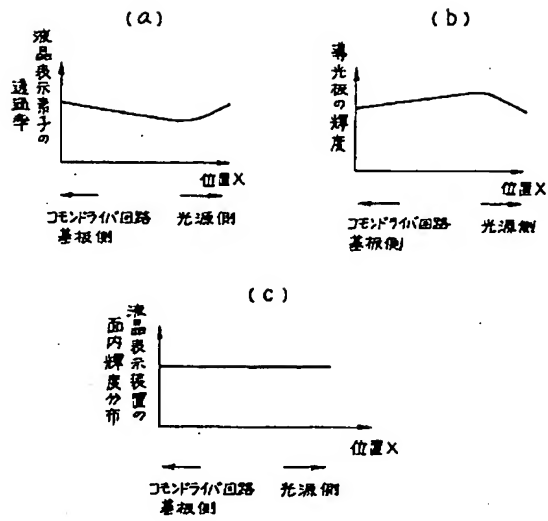 (a)
液晶表示素子の
透過率
位置X
コモンドライバ回路
基板側
光源側
(b)
導光板の輝度
位置X
コモンドライバ回路
基板側
光源側
(c)
液晶表示装置の
面内輝度分布
位置X
コモンドライバ回路
基板側
光源側